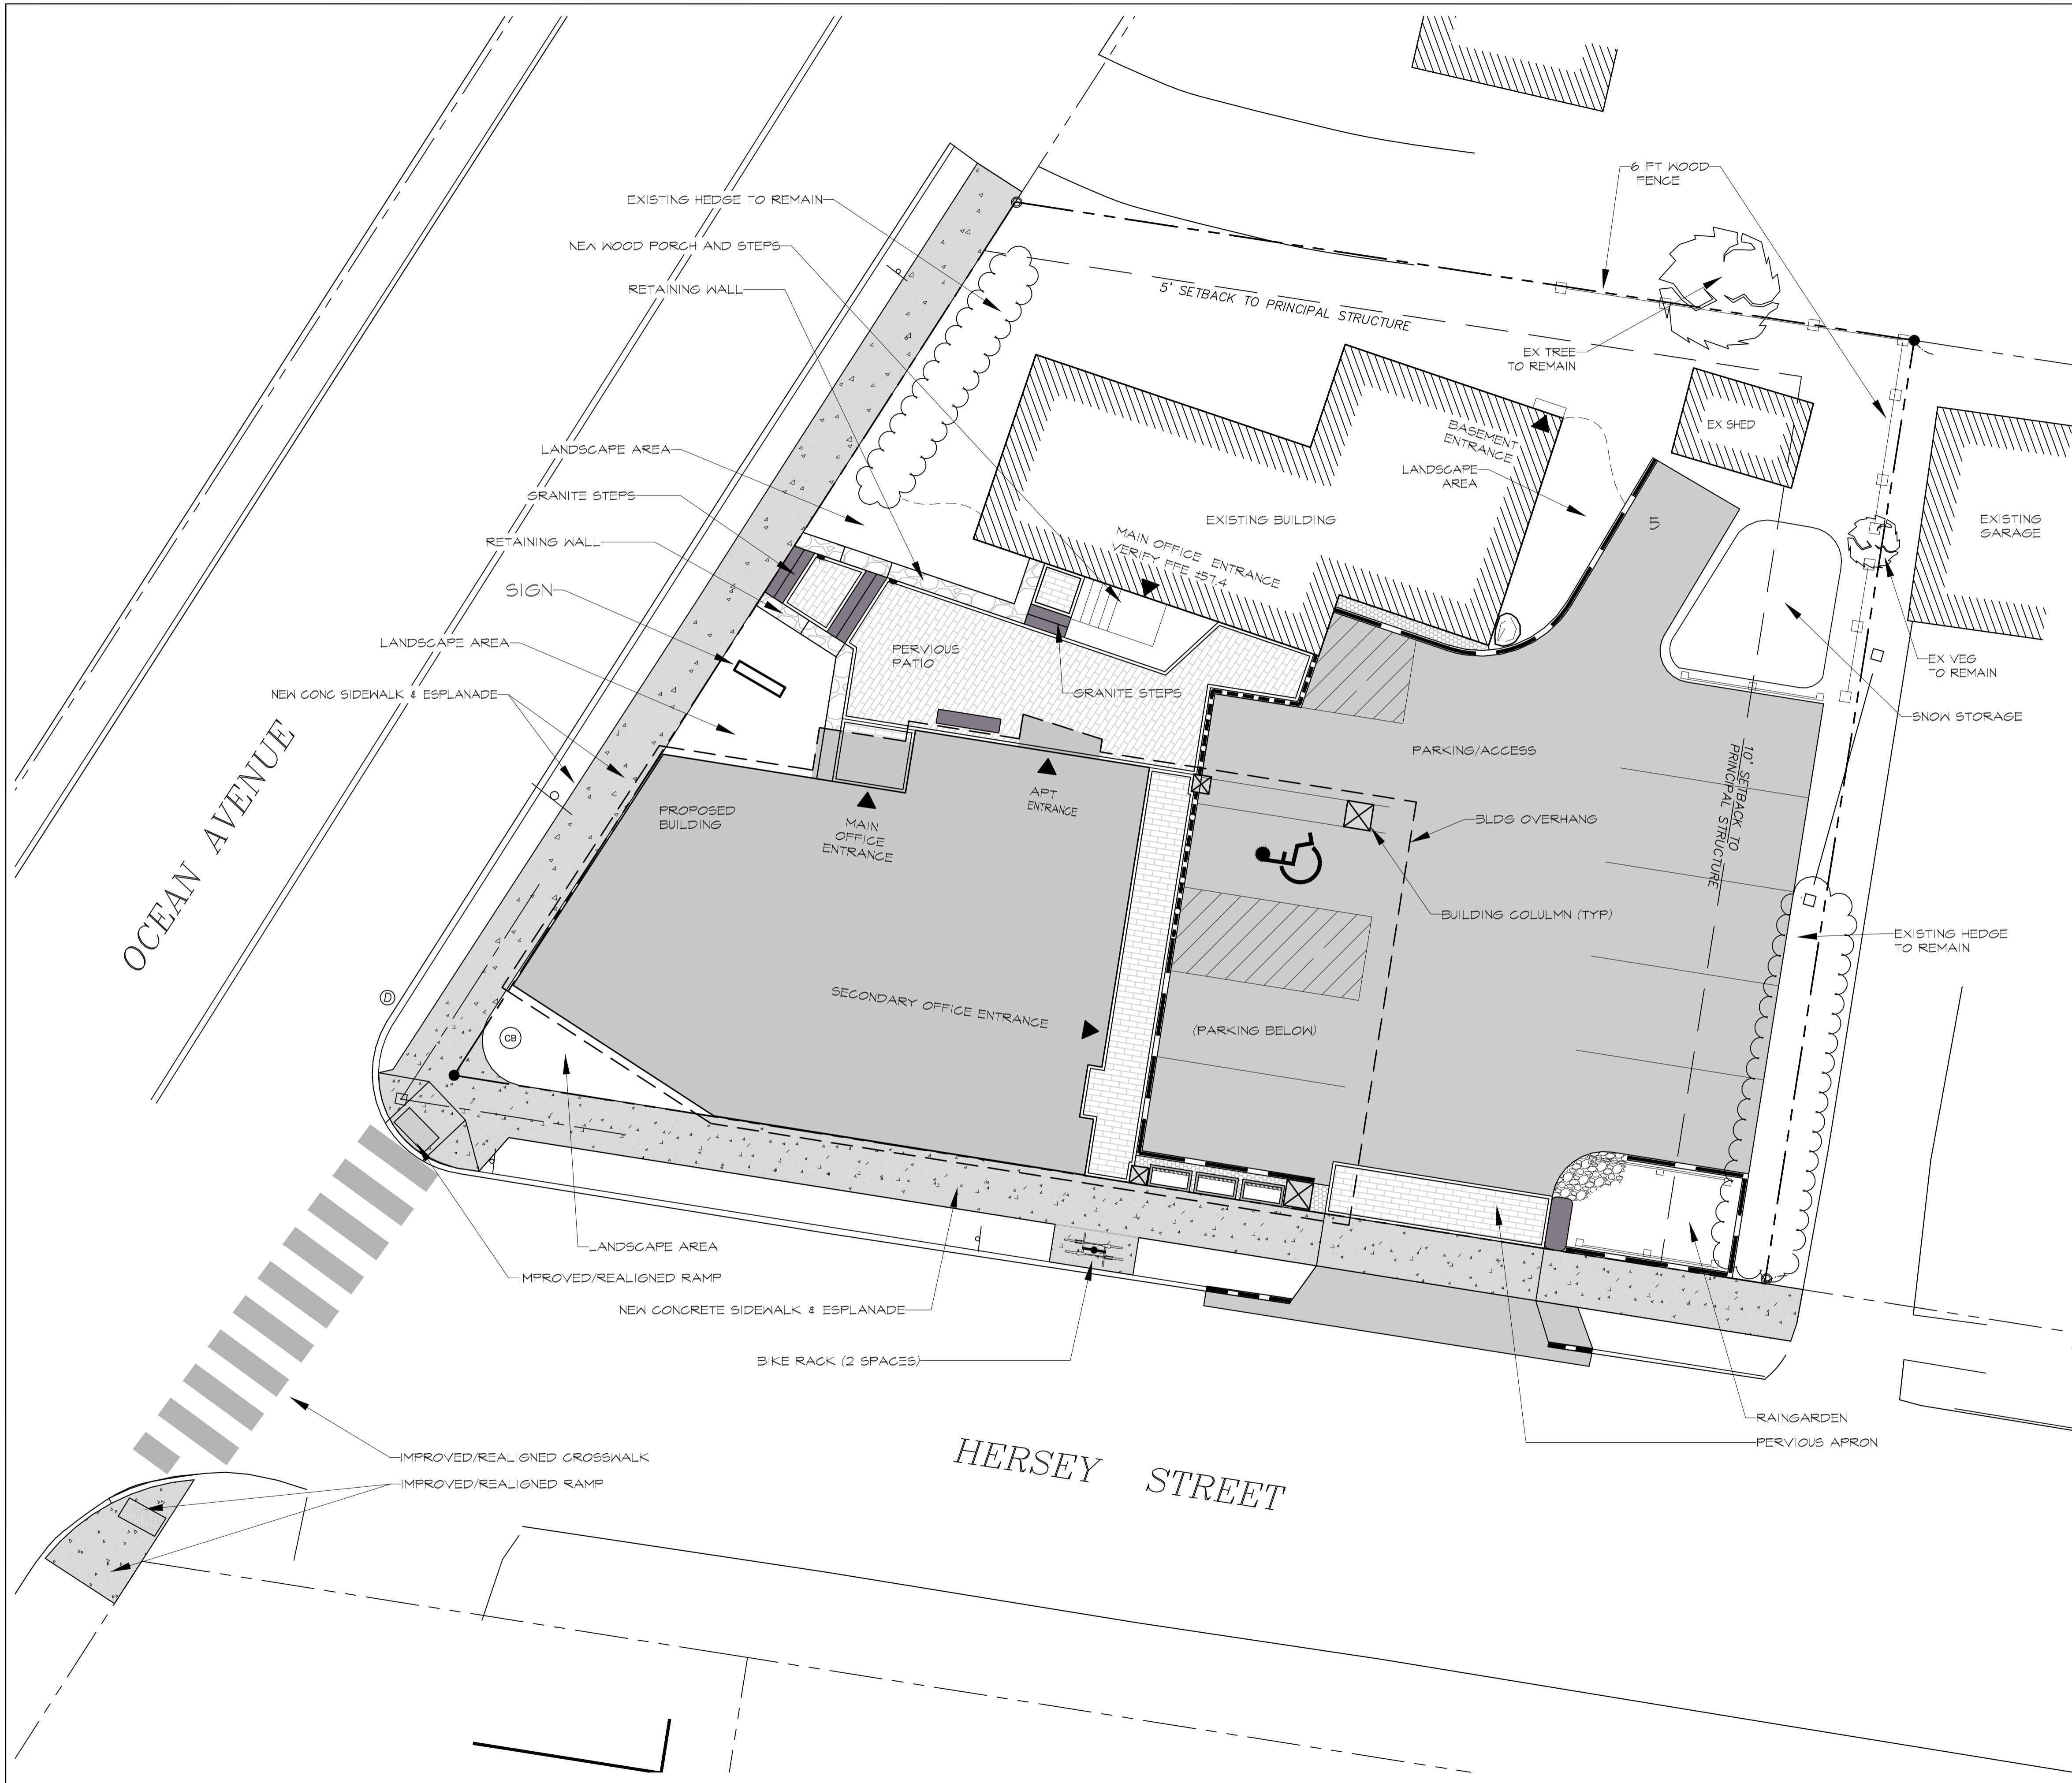 6 FT WOOD
FENCE
EXISTING HEDGE TO REMAIN
NEW WOOD PORCH AND STEPS
RETAINING WALL
5' SETBACK TO PRINCIPAL STRUCTURE
EX TREE
TO REMAIN
EX SHED
BASEMENT
ENTRANCE
LANDSCAPE AREA
LANDSCAPE
AREA
GRANITE STEPS
EXISTING BUILDING
5
EXISTING
GARAGE
RETAINING WALL
MAIN OFFICE ENTRANCE
VERIFY FFE ±57.4
SIGN
LANDSCAPE AREA
PERVIOUS
PATIO
EX VEG
TO REMAIN
NEW CONC SIDEWALK & ESPLANADE
GRANITE STEPS
SNOW STORAGE
PARKING/ACCESS
10' SETBACK TO
PRINCIPAL STRUCTURE
OCEAN AVENUE
PROPOSED
BUILDING
MAIN
OFFICE
ENTRANCE
APT
ENTRANCE
BLDG OVERHANG
BUILDING COLULMN (TYP)
EXISTING HEDGE
TO REMAIN
D
SECONDARY OFFICE ENTRANCE
(PARKING BELOW)
CB
LANDSCAPE AREA
IMPROVED/REALIGNED RAMP
NEW CONCRETE SIDEWALK & ESPLANADE
BIKE RACK (2 SPACES)
RAINGARDEN
PERVIOUS APRON
IMPROVED/REALIGNED CROSSWALK
IMPROVED/REALIGNED RAMP
HERSEY STREET